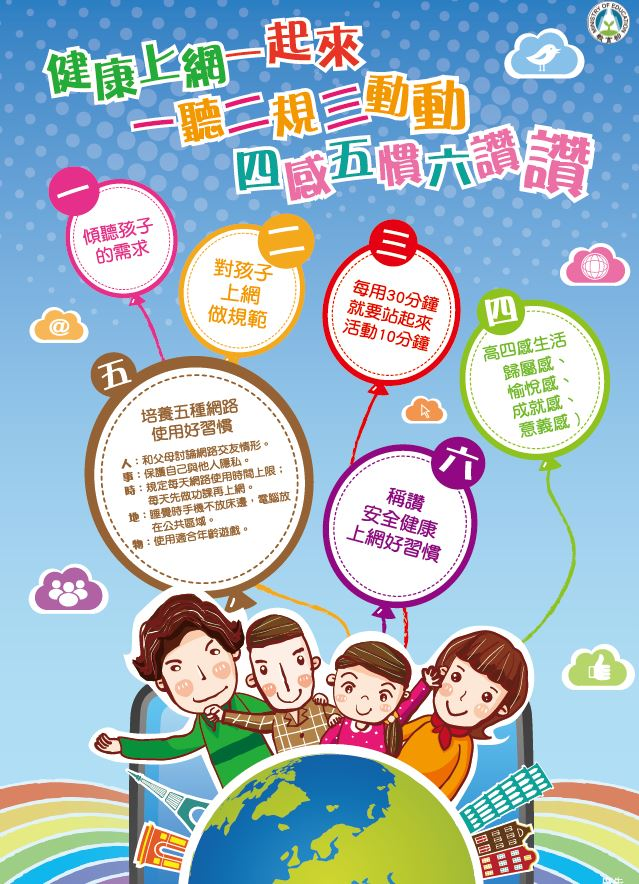 MINISTRY OF EDUCATION
教育部
健康上網一起來
一聽二規三動動
四感五慣六讚讚
一
傾聽孩子
的需求
二
對孩子
上網
做規範
三
每用30分鐘
就要站起來
活動10分鐘
四
高四感生活
歸屬感、
愉悅感、
成就感、
意義感）
五
培養五種網路
使用好習慣
人：和父母討論網路交友情形。
事：保護自己與他人隱私。
時：規定每天網路使用時間上限；
每天先做功課再上網。
地：睡覺時手機不放床邊，電腦放
在公共區域。
物：使用適合年齡遊戲。
六
稱讚
安全健康
上網好習慣
@